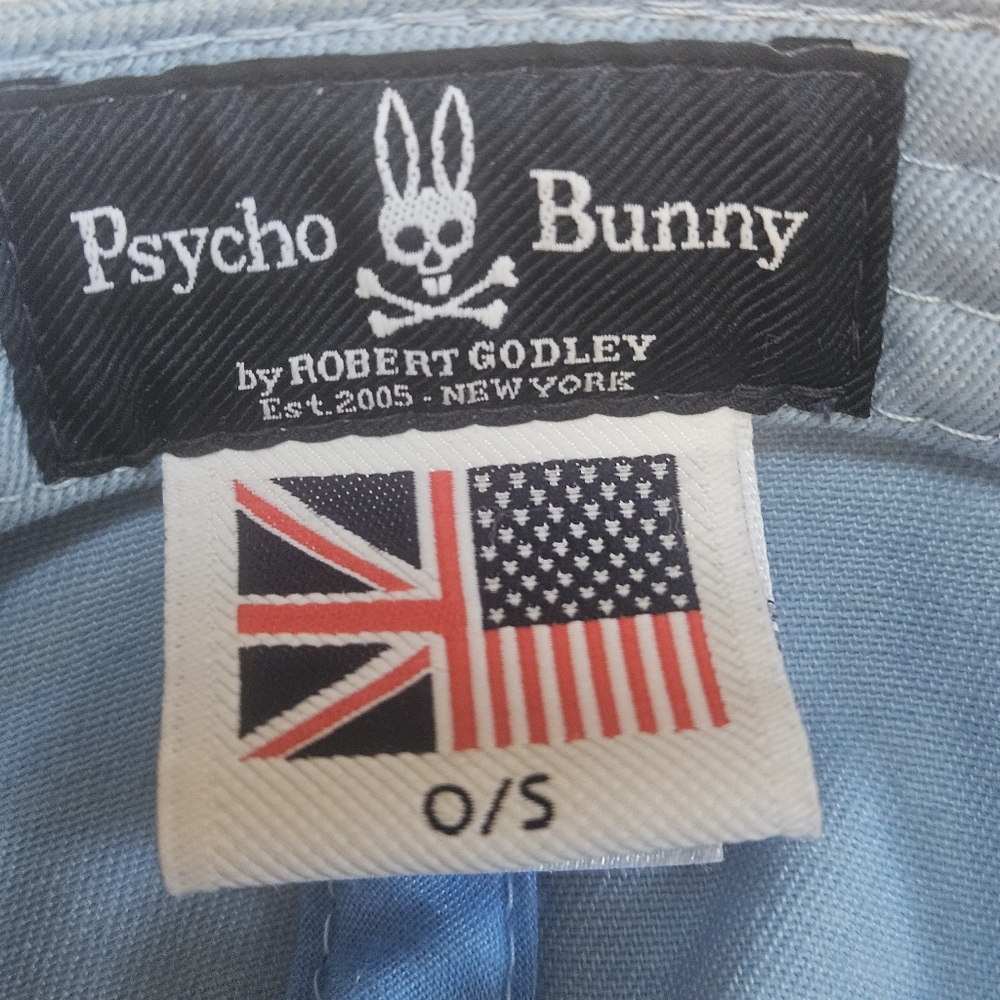 Psycho Bunny
by ROBERT GODLEY
Est.2005 - NEW YORK
O/S